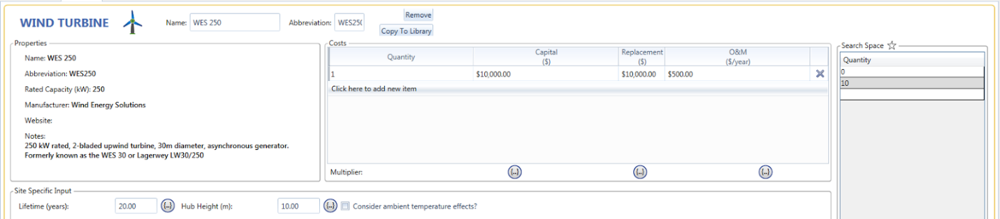 WIND TURBINE
Name: WES 250
Abbreviation: WES25(
Remove
Copy To Library
Properties
Name: WES 250
Abbreviation: WES250
Rated Capacity (kW): 250
Manufacturer: Wind Energy Solutions
Website:
Notes:
250 kW rated, 2-bladed upwind turbine, 30m diameter, asynchronous generator.
Formerly known as the WES 30 or Lagerwey LW30/250
Costs
Quantity
Capital
($)
Replacement
($)
O&M
($/year)
1 $10,000.00 $10,000.00 $500.00
Click here to add new item
Multiplier: {..} {..} {..}
Search Space
Quantity
0
10
Site Specific Input
Lifetime (years): 20.00 {..} Hub Height (m): 10.00 {..} Consider ambient temperature effects?